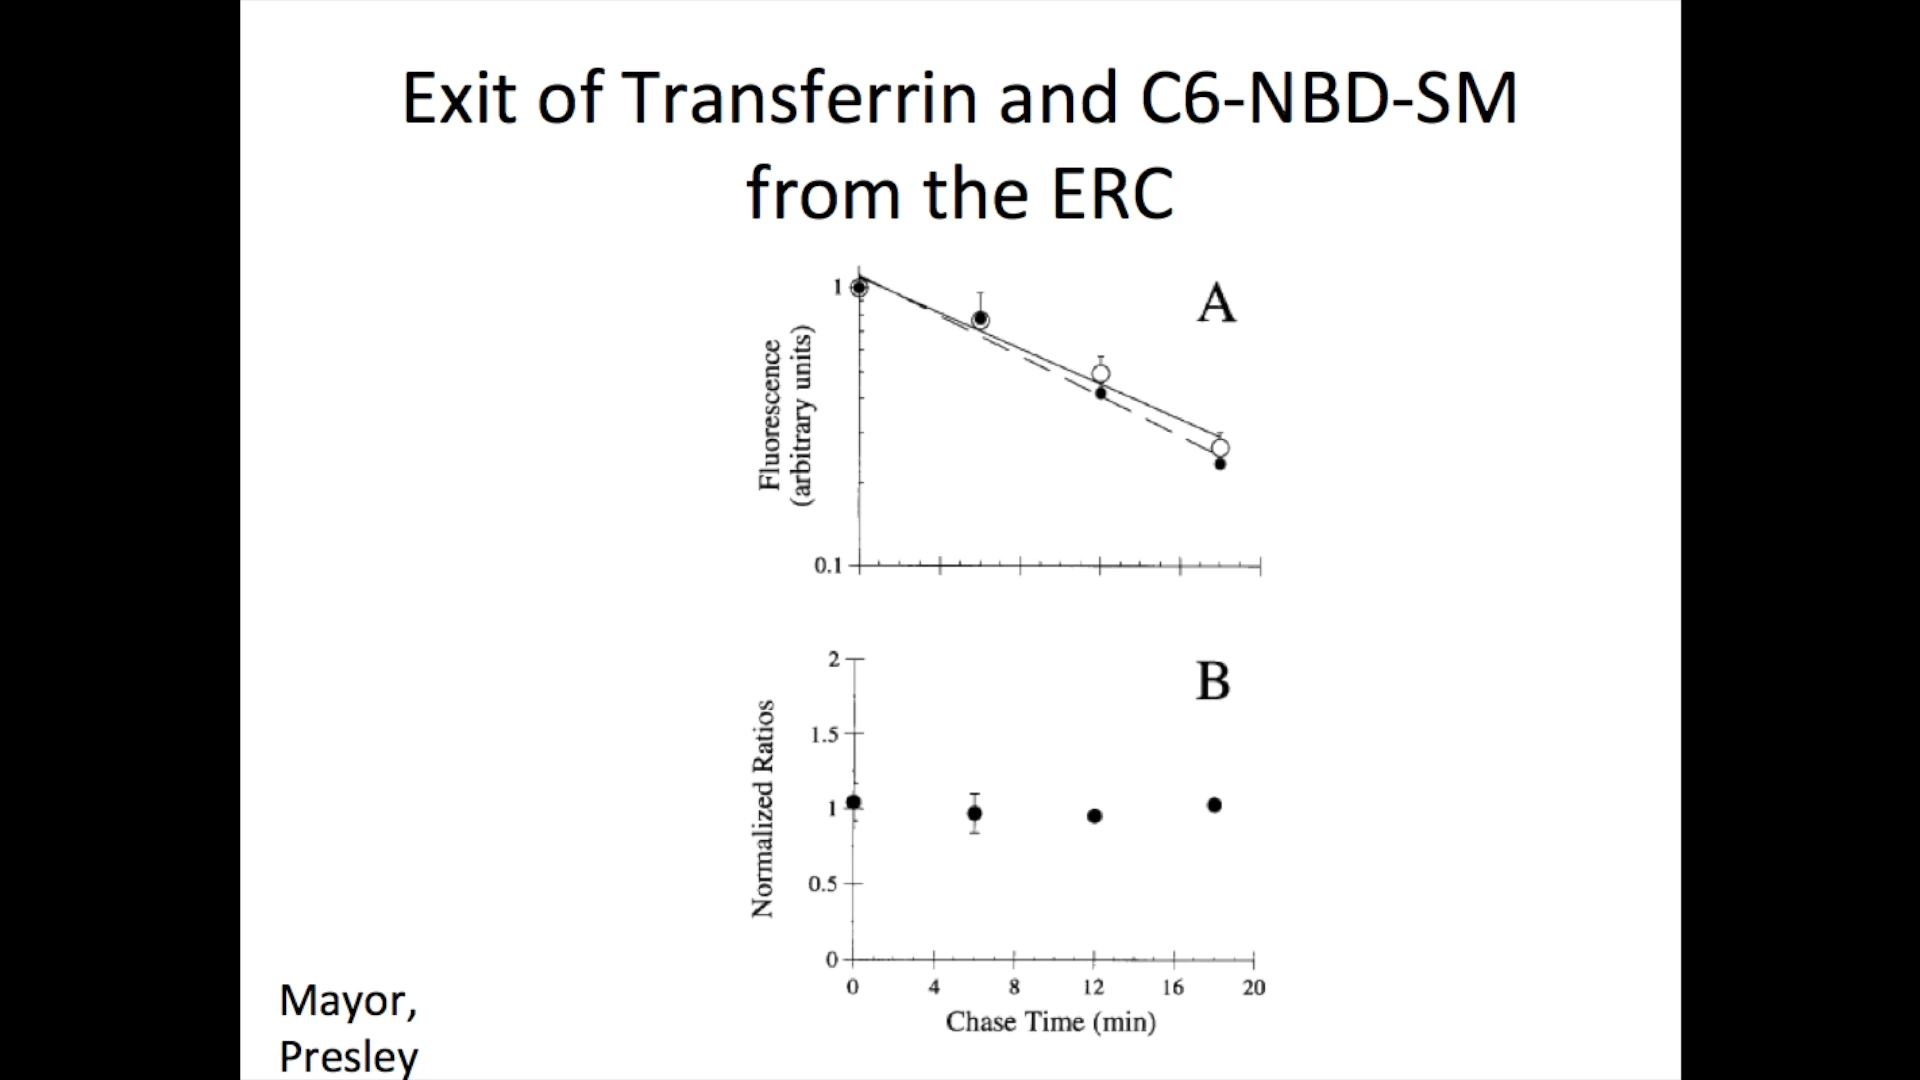 Exit of Transferrin and C6-NBD-SM
from the ERC
A
1
Fluorescence
(arbitrary units)
0.1
B
2
1.5
Normalized Ratios
1
0.5
0
0 4 8 12 16 20
Chase Time (min)
Mayor,
Presley